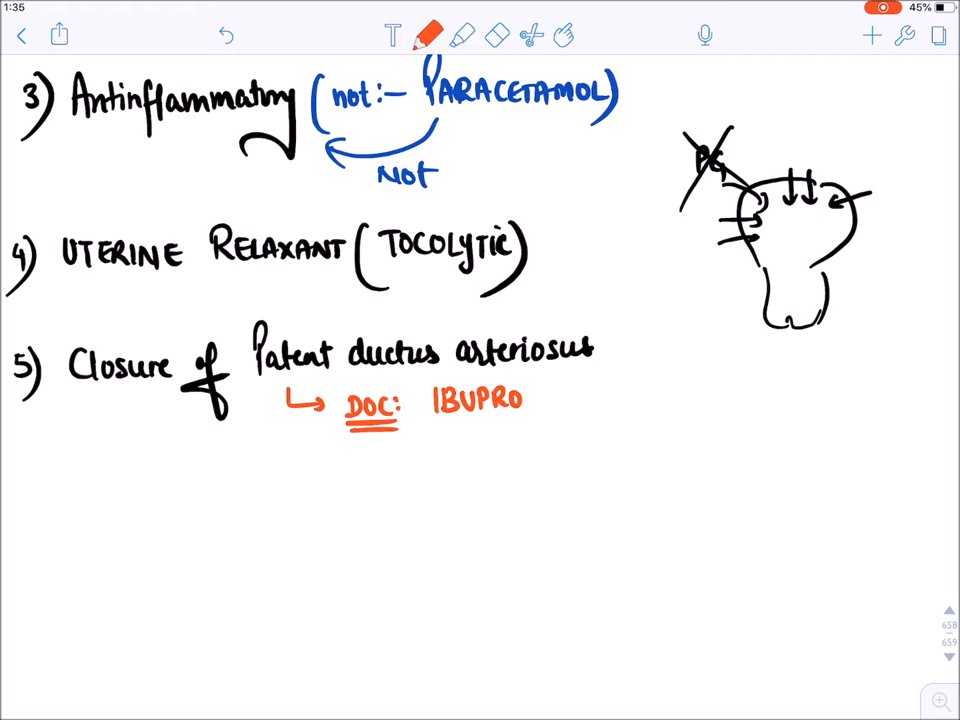 1:35
45%
T
3) Antinflammatory (not:- PARACETAMOL)
Not
PG
4) UTERINE RELAXANT (TOCOLYTIC)
5) Closure of Patent ductus arteriosus
DOC: IBUPRO
658
659